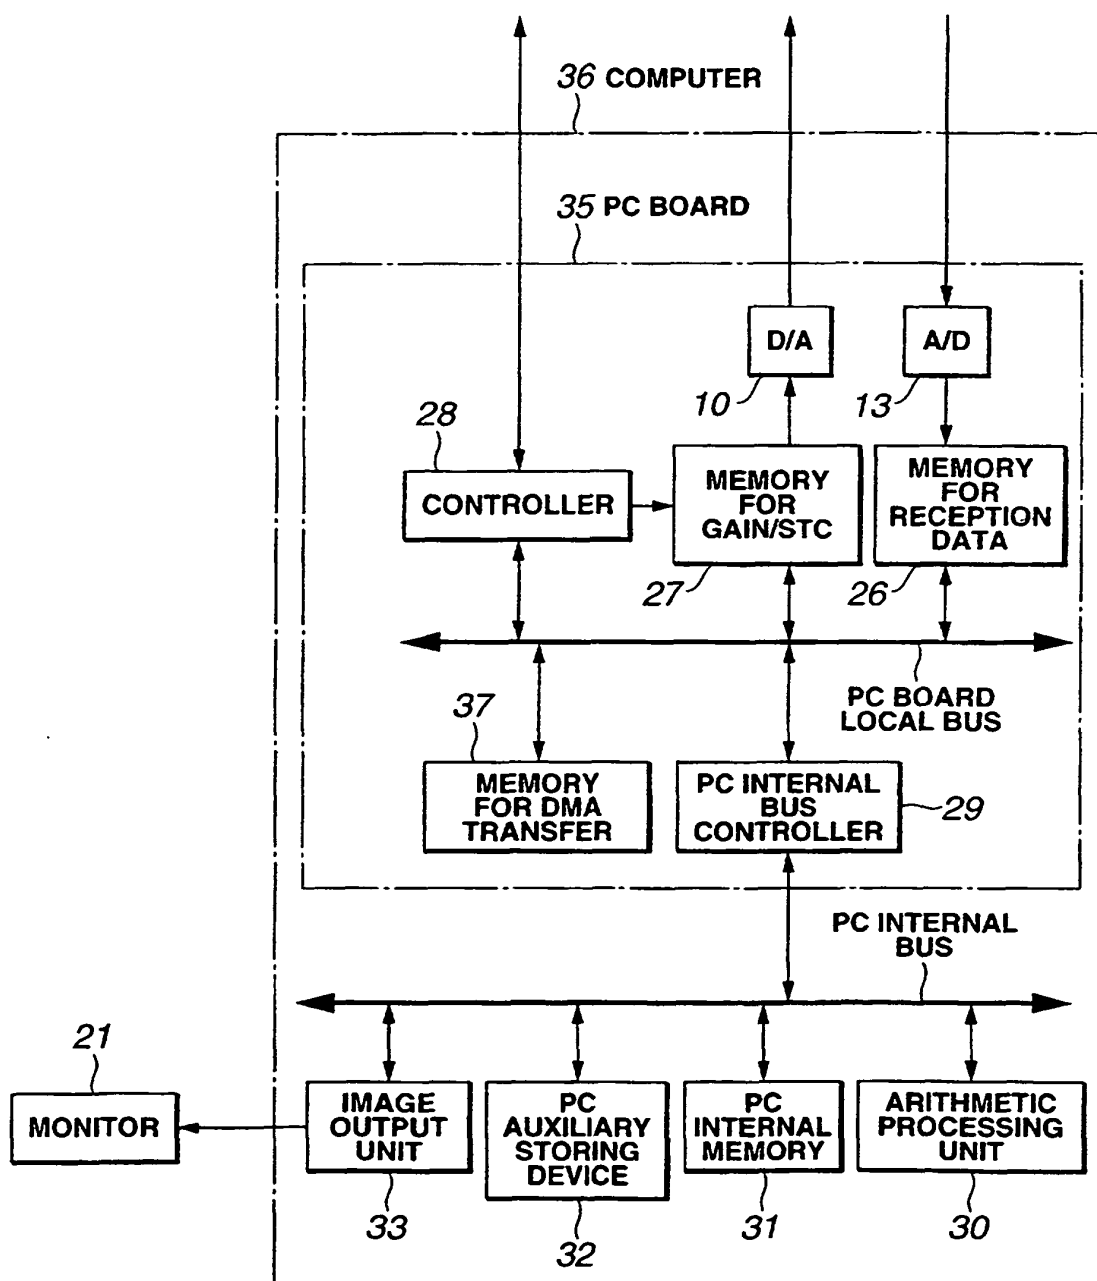 36 COMPUTER
35 PC BOARD
D/A
A/D
10
13
28
CONTROLLER
MEMORY
FOR
GAIN/STC
MEMORY
FOR
RECEPTION
DATA
27
26
PC BOARD
LOCAL BUS
37
MEMORY
FOR DMA
TRANSFER
PC INTERNAL
BUS
CONTROLLER
29
PC INTERNAL
BUS
21
MONITOR
IMAGE
OUTPUT
UNIT
PC
AUXILIARY
STORING
DEVICE
PC
INTERNAL
MEMORY
ARITHMETIC
PROCESSING
UNIT
33
32
31
30